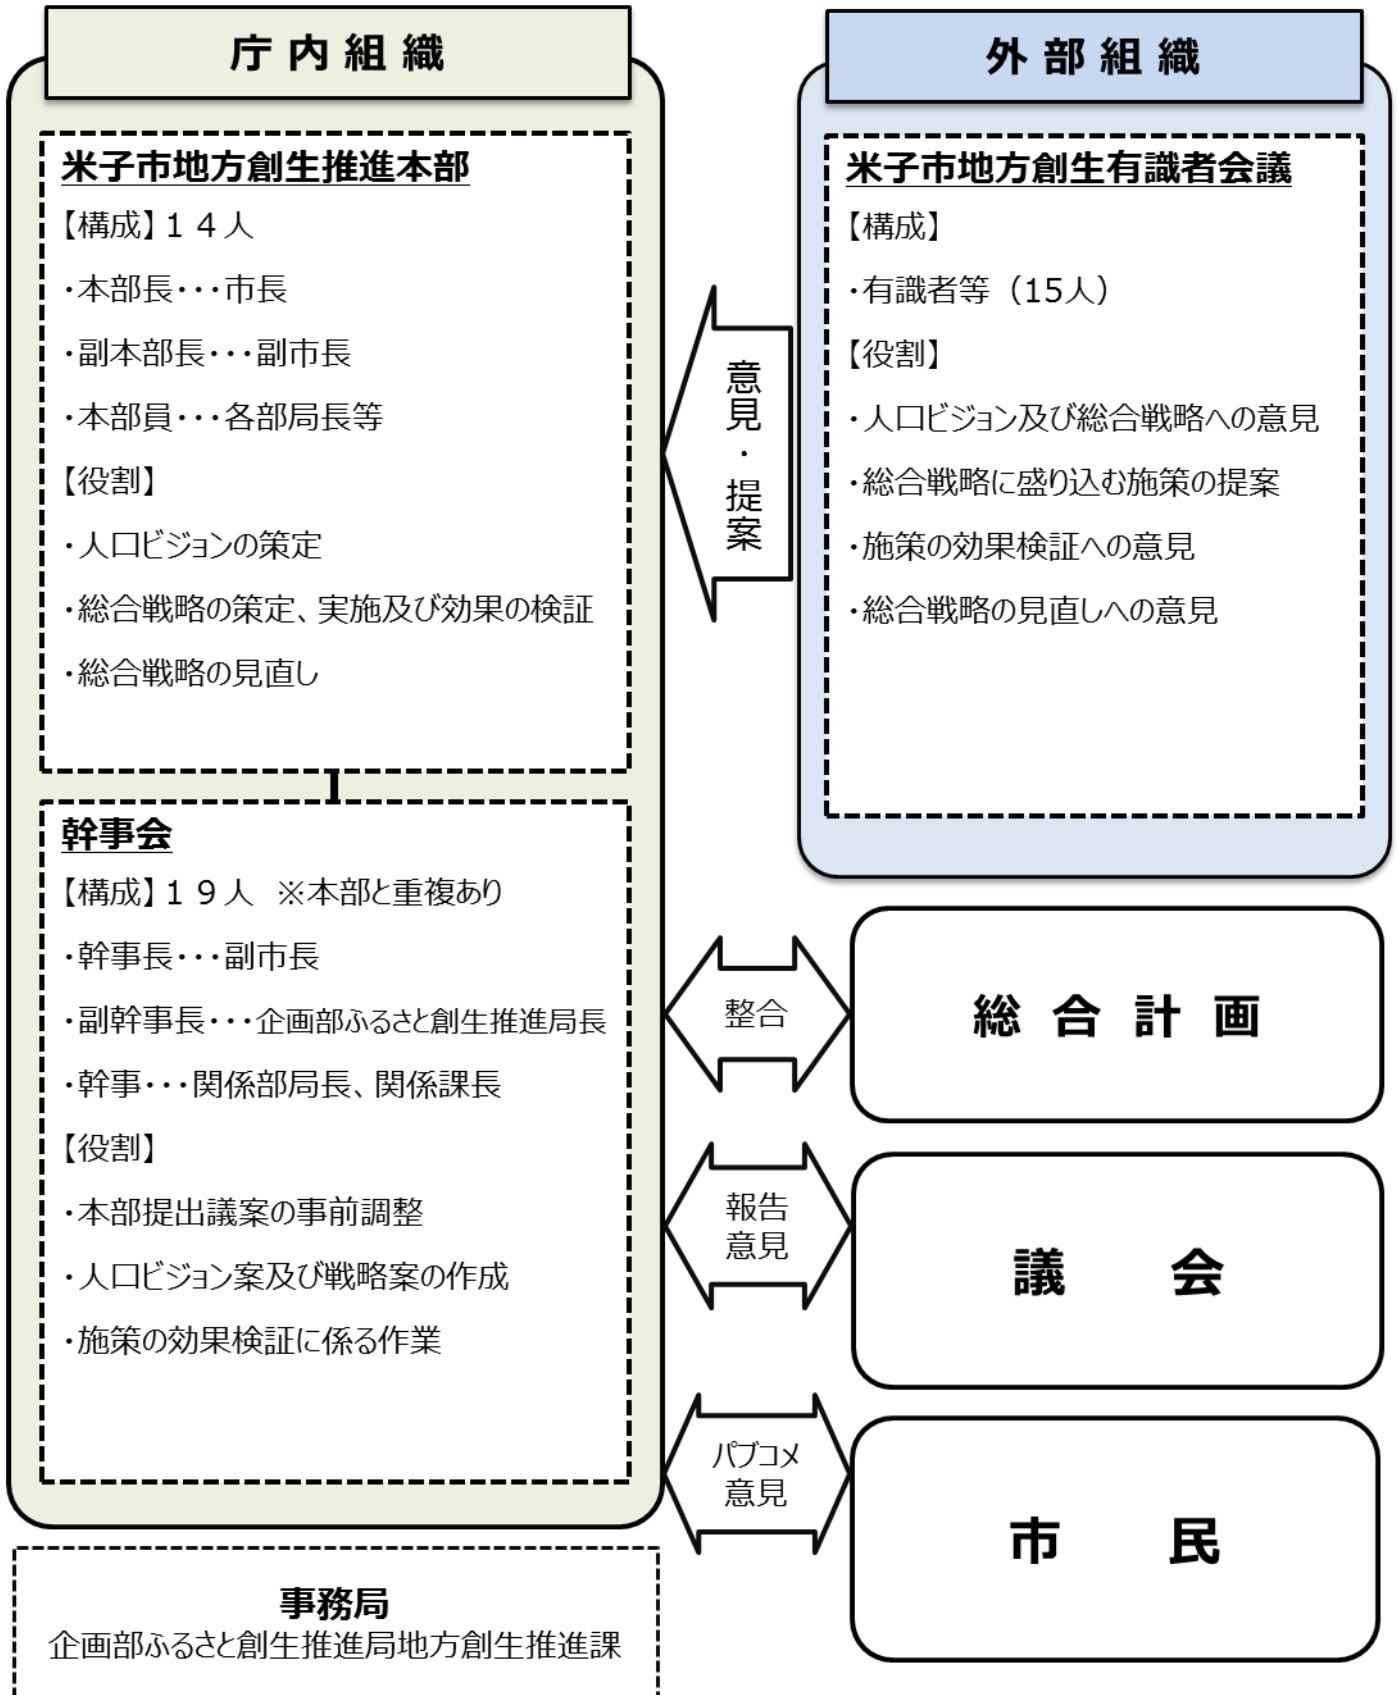 庁内組織
米子市地方創生推進本部
【構成】１４人
・本部長・・・市長
・副本部長・・・副市長
・本部員・・・各部局長等
【役割】
・人口ビジョンの策定
・総合戦略の策定、実施及び効果の検証
・総合戦略の見直し
幹事会
【構成】１９人　※本部と重複あり
・幹事長・・・副市長
・副幹事長・・・企画部ふるさと創生推進局長
・幹事・・・関係部局長、関係課長
【役割】
・本部提出議案の事前調整
・人口ビジョン案及び戦略案の作成
・施策の効果検証に係る作業
事務局
企画部ふるさと創生推進局地方創生推進課
意見・提案
外部組織
米子市地方創生有識者会議
【構成】
・有識者等（15人）
【役割】
・人口ビジョン及び総合戦略への意見
・総合戦略に盛り込む施策の提案
・施策の効果検証への意見
・総合戦略の見直しへの意見
整合
総合計画
報告
意見
議会
パブコメ
意見
市民